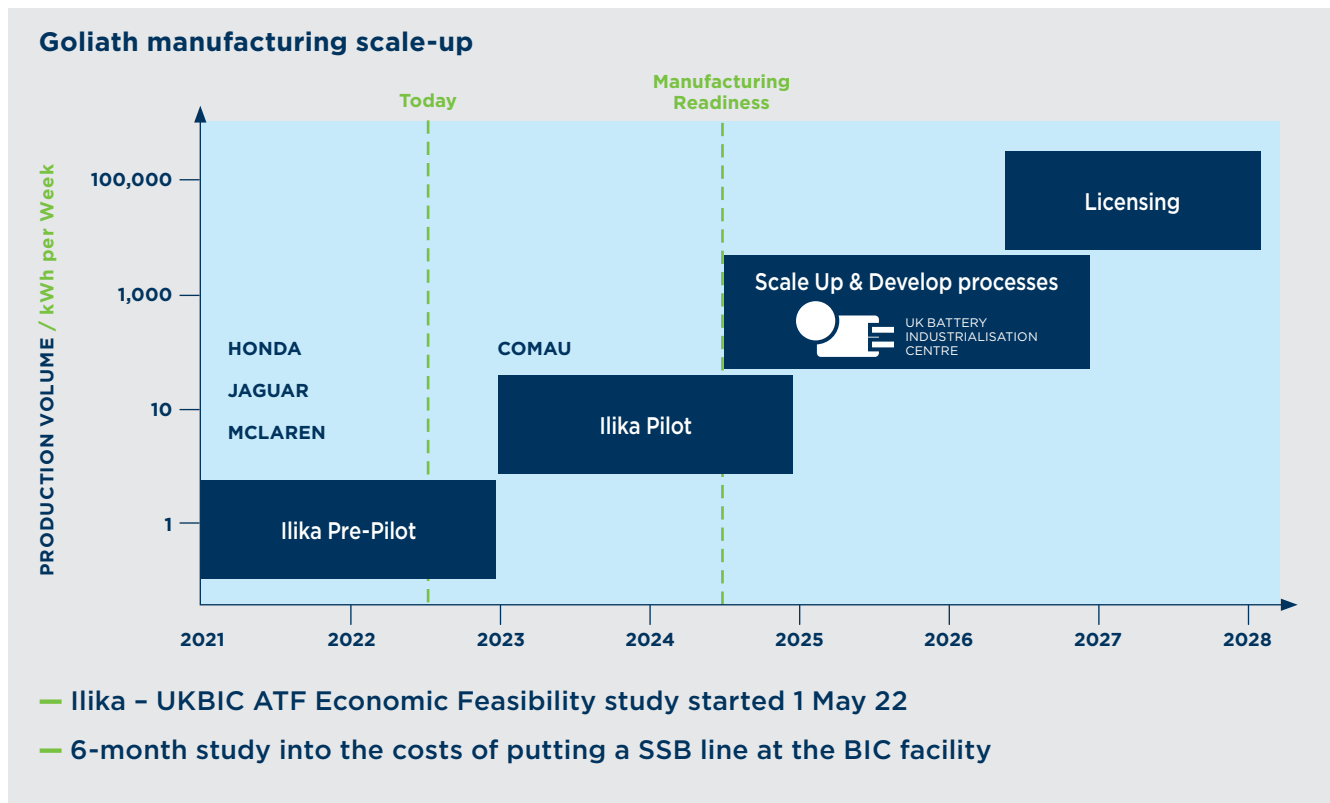 Goliath manufacturing scale-up
Today
Manufacturing
Readiness
PRODUCTION VOLUME / kWh per Week
100,000
1,000
10
1
Licensing
Scale Up & Develop processes
UK BATTERY
INDUSTRIALISATION
CENTRE
HONDA
JAGUAR
MCLAREN
COMAU
Ilika Pilot
Ilika Pre-Pilot
2021
2022
2023
2024
2025
2026
2027
2028
— Ilika – UKBIC ATF Economic Feasibility study started 1 May 22
— 6-month study into the costs of putting a SSB line at the BIC facility